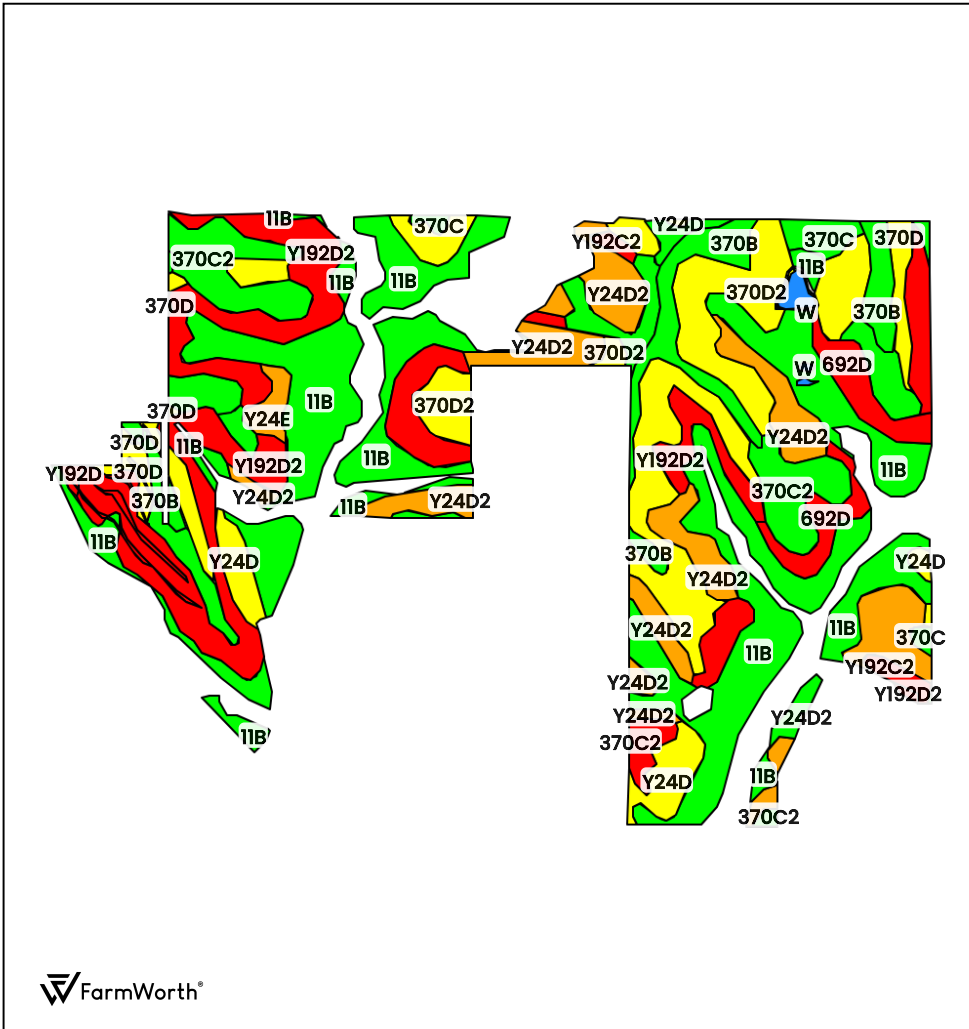 11B
370C
Y24D
370B
370C
370D
Y192C2
Y192D2
370C2
11B
11B
11B
Y24D2
370D2
W
370D
370B
Y24D2
370D2
692D
W
11B
370D2
370D
Y24E
Y24D2
370D
11B
11B
Y192D2
11B
Y192D
370D
Y192D2
370C2
370B
Y24D2
11B
Y24D2
692D
11B
Y24D
370B
Y24D
Y24D2
Y24D2
11B
370C
11B
Y192C2
Y24D2
Y192D2
Y24D2
Y24D2
11B
370C2
11B
Y24D
370C2
FarmWorth®